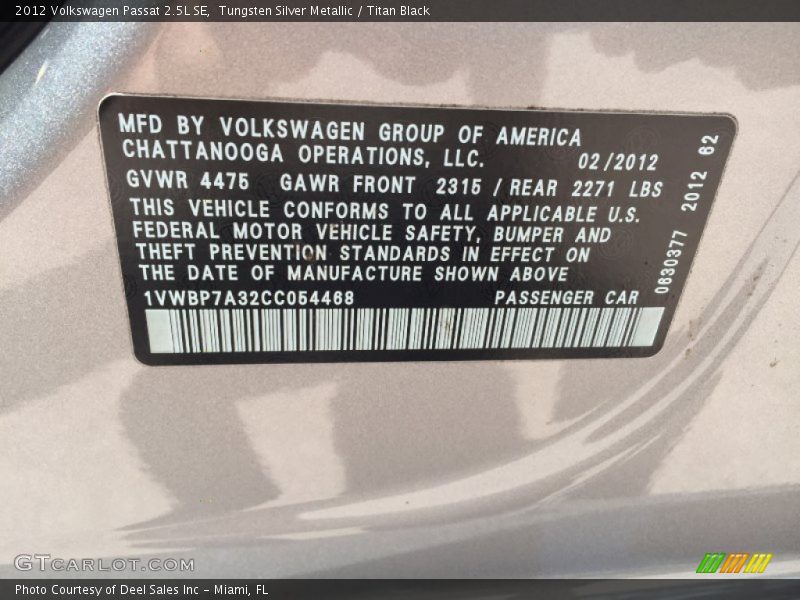 2012 Volkswagen Passat 2.5L SE, Tungsten Silver Metallic / Titan Black
MFD BY VOLKSWAGEN GROUP OF AMERICA
CHATTANOOGA OPERATIONS, LLC. 02/2012
GVWR 4475 GAWR FRONT 2315 / REAR 2271 LBS
THIS VEHICLE CONFORMS TO ALL APPLICABLE U.S.
FEDERAL MOTOR VEHICLE SAFETY, BUMPER AND
THEFT PREVENTION STANDARDS IN EFFECT ON
THE DATE OF MANUFACTURE SHOWN ABOVE
1VWBP7A32CC054468 PASSENGER CAR
0630377 2012 62
GTCARLOT.COM
Photo Courtesy of Deel Sales Inc – Miami, FL